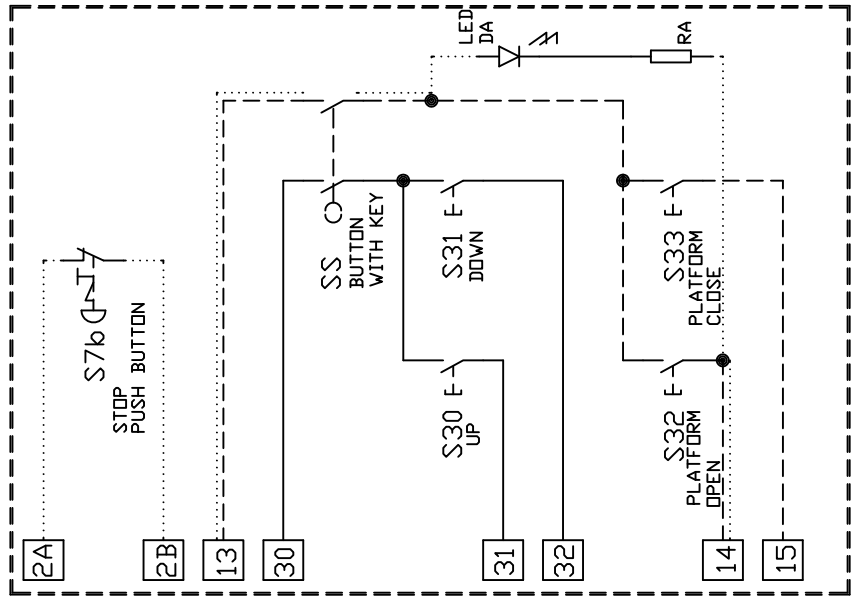 LED
DA
RA
SS
BUTTON
WITH KEY
S31
DOWN
S33
PLATFORM
CLOSE
S7b
STOP
PUSH BUTTON
S30
UP
S32
PLATFORM
OPEN
2A
2B
13
30
31
32
14
15